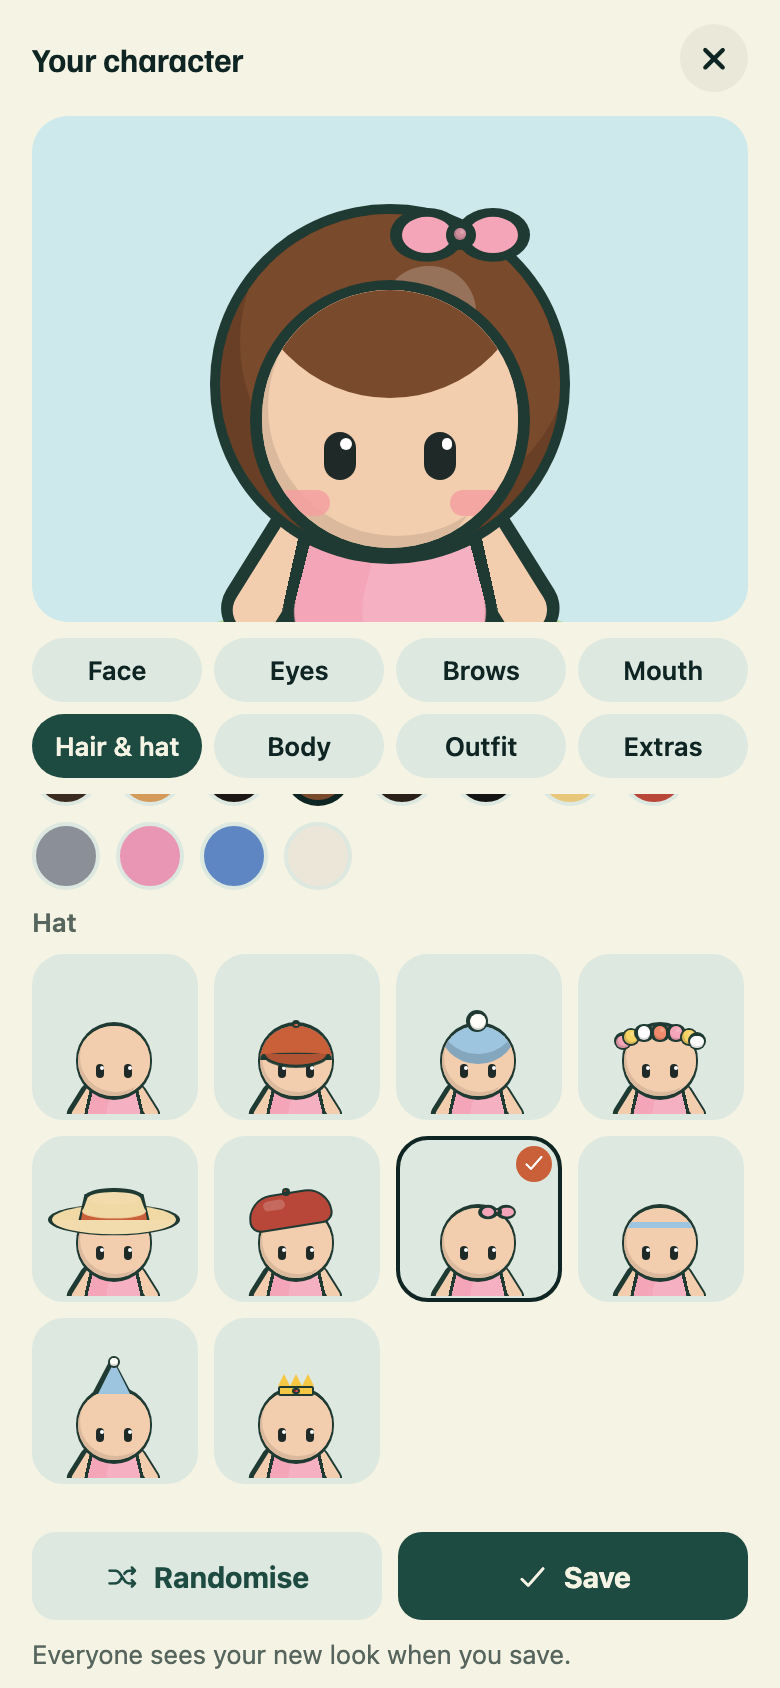 Your character
Face
Eyes
Brows
Mouth
Hair & hat
Body
Outfit
Extras
Hat
Randomise
Save
Everyone sees your new look when you save.